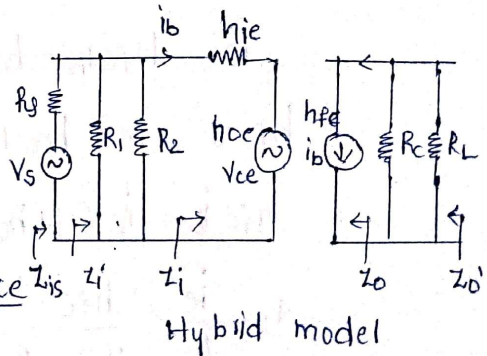 ib hie
Rs R1 R2 hoe hfe RC RL
Vs Vce ib
ce Zis Zi' Zi Zo Zo'
Hybrid model